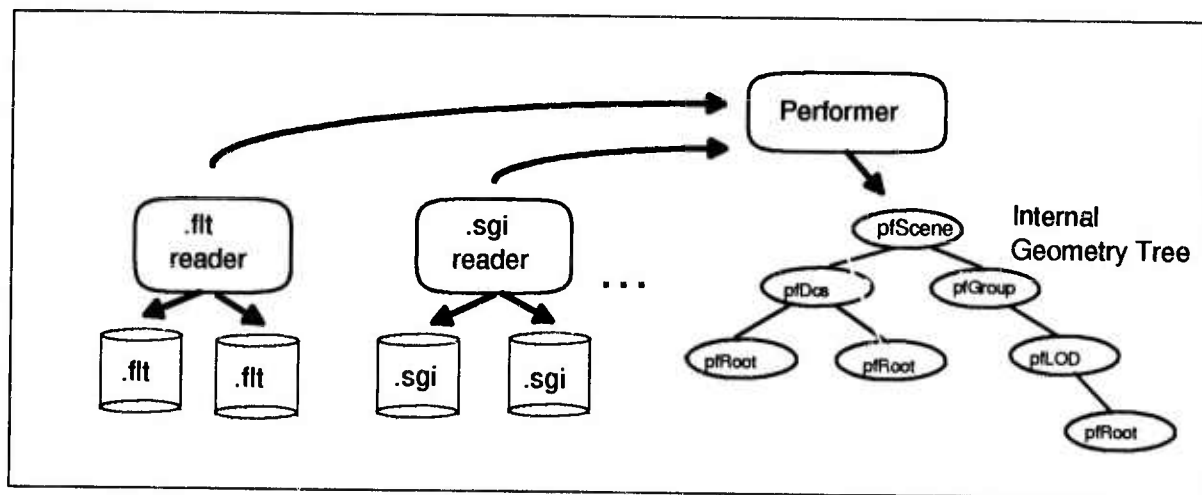 Performer
.flt
reader
.sgi
reader
...
.flt
.flt
.sgi
.sgi
Internal
Geometry Tree
pfScene
pfDcs
pfGroup
pfRoot
pfRoot
pfLOD
pfRoot